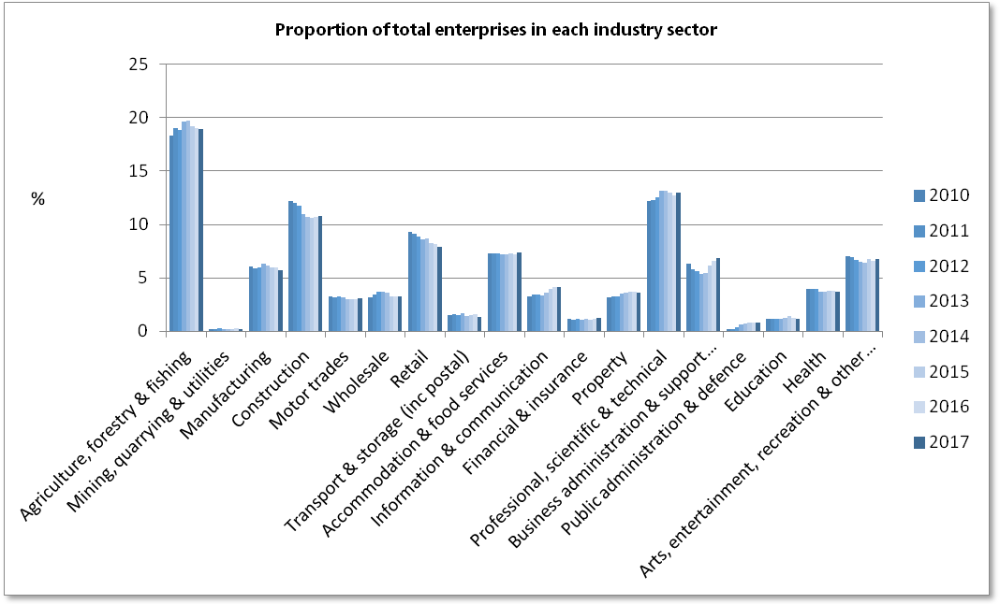 Proportion of total enterprises in each industry sector
25
20
15
10
5
0
%
Agriculture, forestry & fishing
Mining, quarrying & utilities
Manufacturing
Construction
Motor trades
Wholesale
Retail
Transport & storage (inc postal)
Accommodation & food services
Information & communication
Financial & insurance
Property
Professional, scientific & technical
Business administration & support...
Public administration & defence
Education
Health
Arts, entertainment, recreation & other...
2010
2011
2012
2013
2014
2015
2016
2017